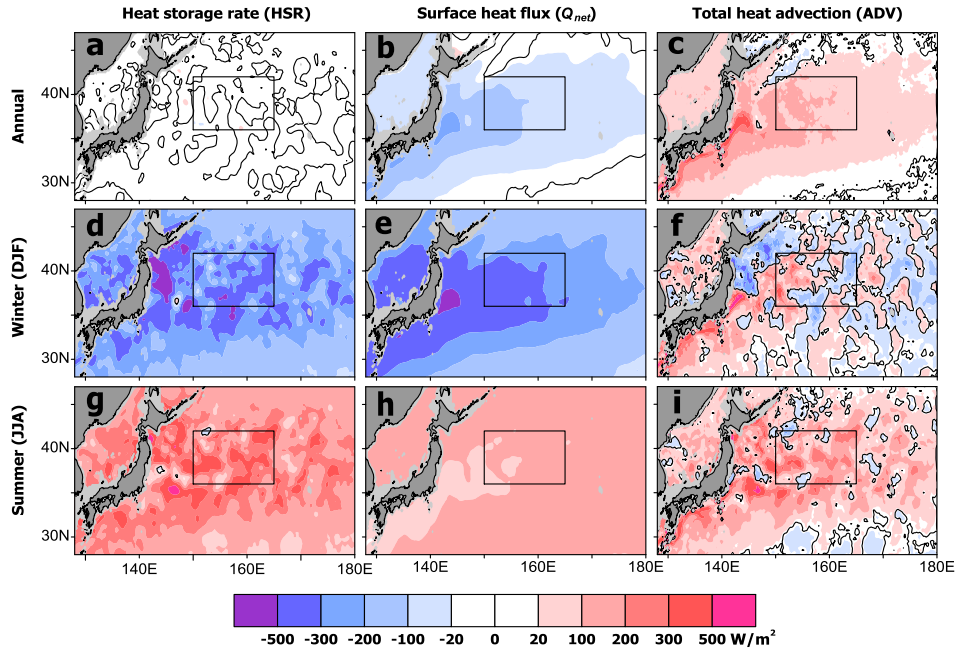 Heat storage rate (HSR) Surface heat flux (Qnet) Total heat advection (ADV)
Annual
a b c
40N
30N
Winter (DJF)
d e f
40N
30N
Summer (JJA)
g h i
40N
30N
140E 160E 180E 140E 160E 180E 140E 160E 180E
-500 -300 -200 -100 -20 0 20 100 200 300 500 W/m²